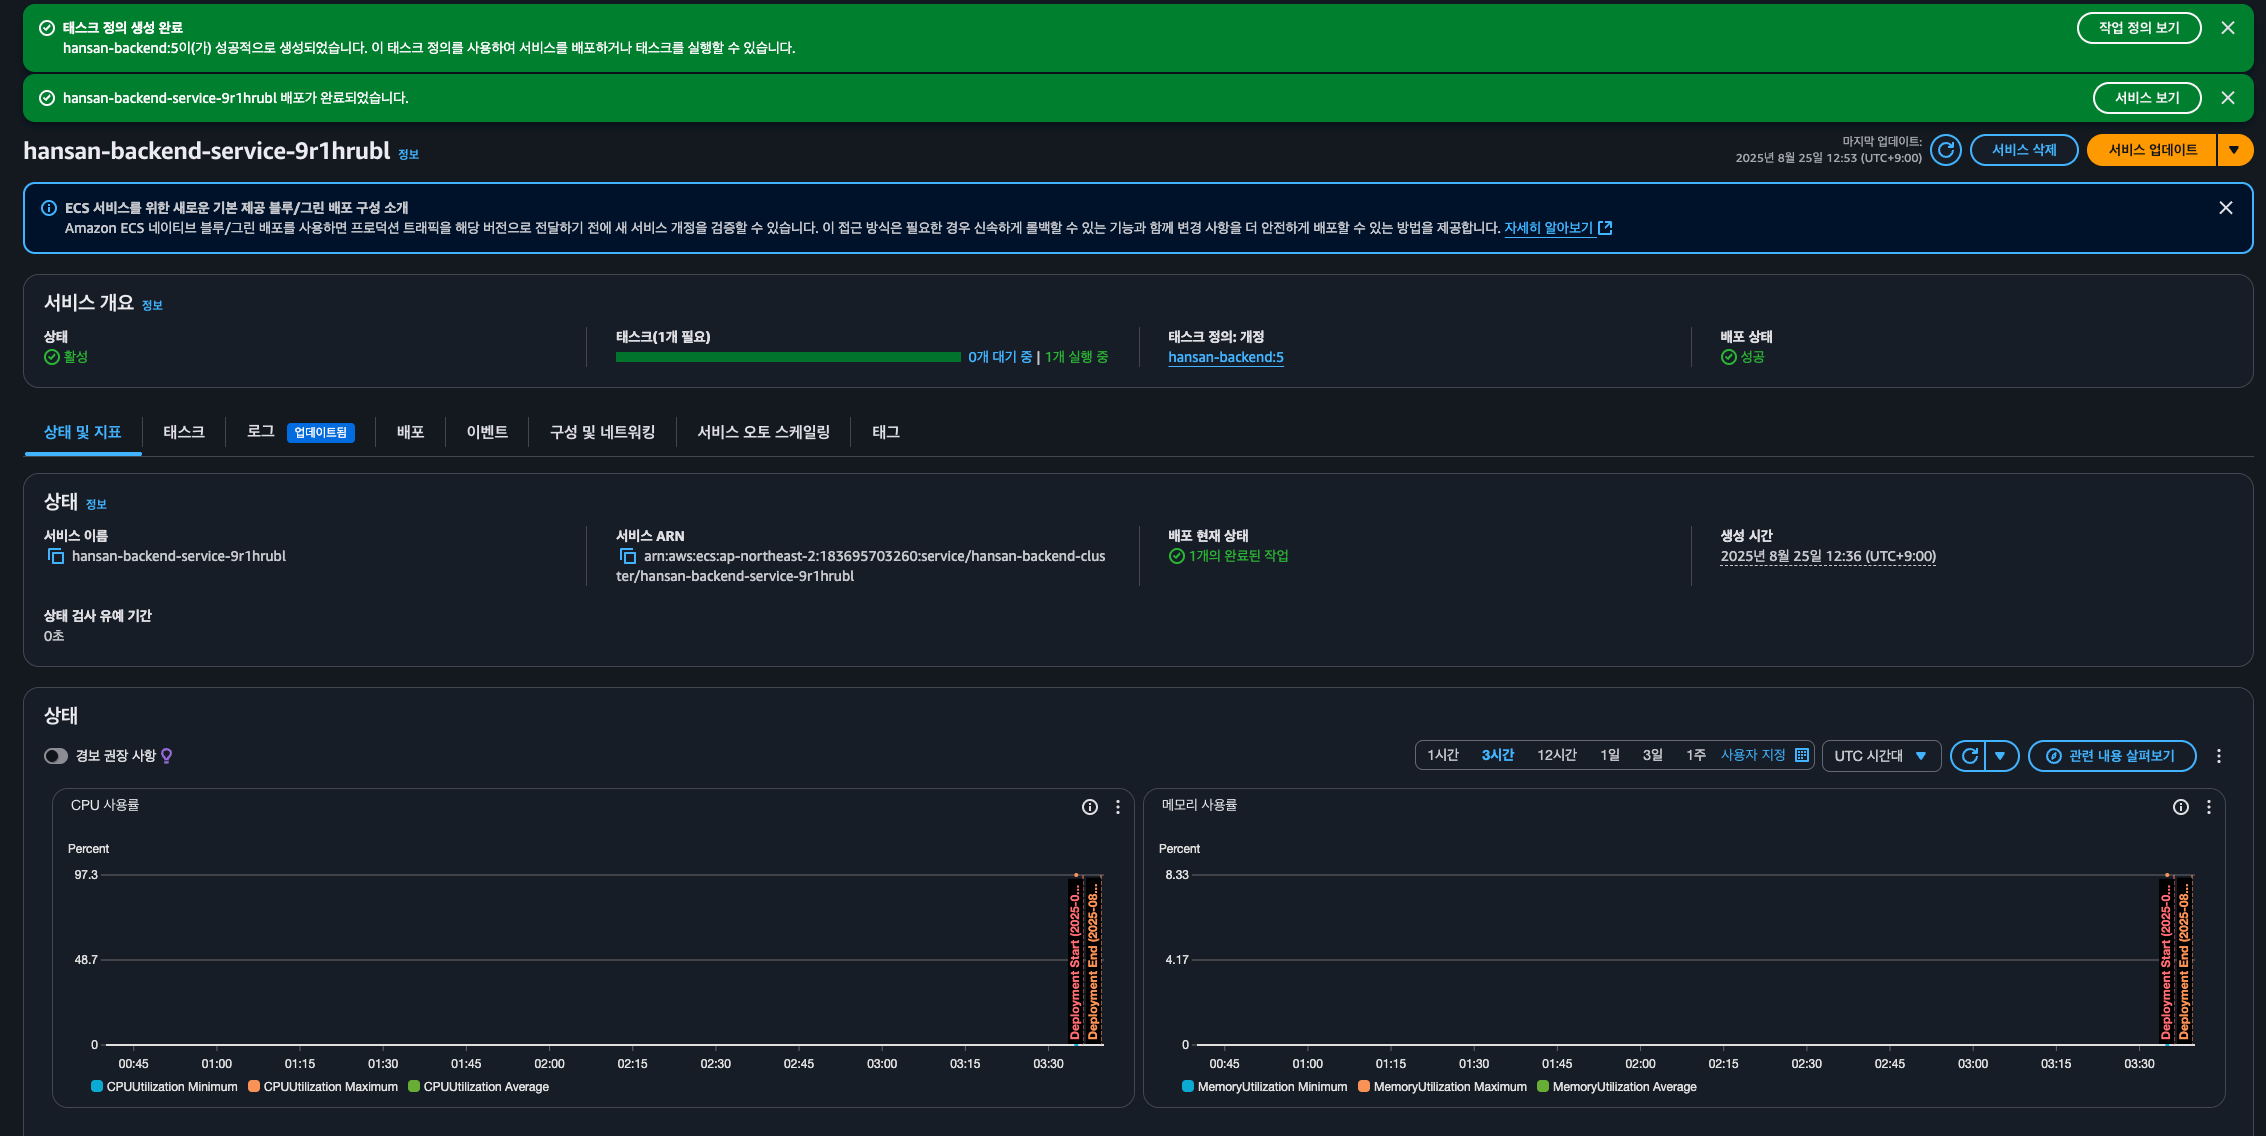 태스크 정의 생성 완료
hansan-backend:5이(가) 성공적으로 생성되었습니다. 이 태스크 정의를 사용하여 서비스를 배포하거나 태스크를 실행할 수 있습니다.
작업 정의 보기
hansan-backend-service-9r1hrubl 배포가 완료되었습니다.
서비스 보기
hansan-backend-service-9r1hrubl 정보
마지막 업데이트:
2025년 8월 25일 12:53 (UTC+9:00)
서비스 삭제
서비스 업데이트
ECS 서비스를 위한 새로운 기본 제공 블루/그린 배포 구성 소개
Amazon ECS 네이티브 블루/그린 배포를 사용하면 프로덕션 트래픽을 해당 버전으로 전달하기 전에 새 서비스 개정을 검증할 수 있습니다. 이 접근 방식은 필요한 경우 신속하게 롤백할 수 있는 기능과 함께 변경 사항을 더 안전하게 배포할 수 있는 방법을 제공합니다. 자세히 알아보기
서비스 개요 정보
상태
활성
태스크(1개 필요)
0개 대기 중 | 1개 실행 중
태스크 정의: 개정
hansan-backend:5
배포 상태
성공
상태 및 지표 태스크 로그 업데이트됨 배포 이벤트 구성 및 네트워킹 서비스 오토 스케일링 태그
상태 정보
서비스 이름
hansan-backend-service-9r1hrubl
서비스 ARN
arn:aws:ecs:ap-northeast-2:183695703260:service/hansan-backend-clus
ter/hansan-backend-service-9r1hrubl
배포 현재 상태
1개의 완료된 작업
생성 시간
2025년 8월 25일 12:36 (UTC+9:00)
상태 검사 유예 기간
0초
상태
경보 권장 사항
1시간 3시간 12시간 1일 3일 1주 사용자 지정
UTC 시간대
관련 내용 살펴보기
CPU 사용률
Percent
97.3
48.7
0
Deployment Start (2025-0...
Deployment End (2025-08...
00:45 01:00 01:15 01:30 01:45 02:00 02:15 02:30 02:45 03:00 03:15 03:30
CPUUtilization Minimum CPUUtilization Maximum CPUUtilization Average
메모리 사용률
Percent
8.33
4.17
0
Deployment Start (2025-0...
Deployment End (2025-08...
00:45 01:00 01:15 01:30 01:45 02:00 02:15 02:30 02:45 03:00 03:15 03:30
MemoryUtilization Minimum MemoryUtilization Maximum MemoryUtilization Average